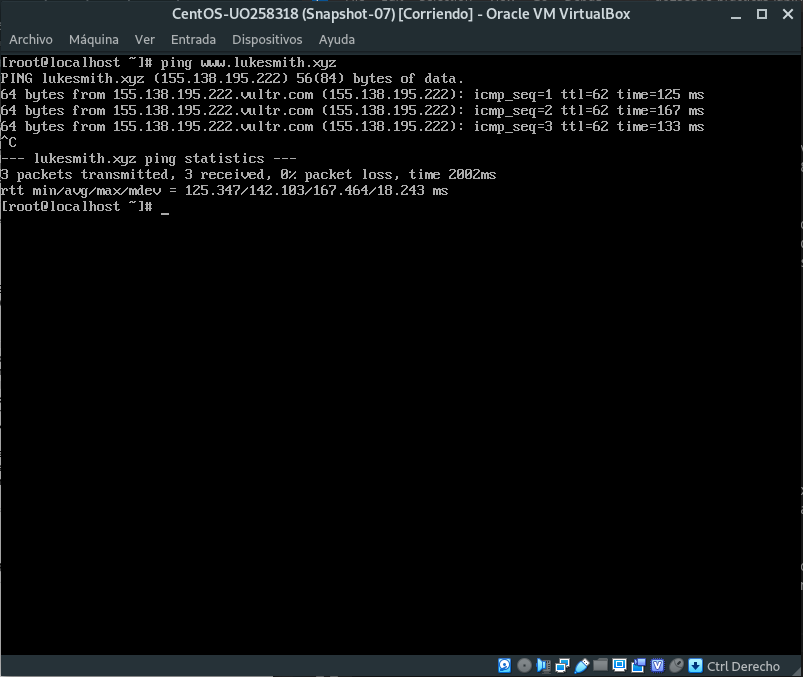 CentOS-UO258318 (Snapshot-07) [Corriendo] - Oracle VM VirtualBox
Archivo Máquina Ver Entrada Dispositivos Ayuda
[root@localhost ~]# ping www.lukesmith.xyz
PING lukesmith.xyz (155.138.195.222) 56(84) bytes of data.
64 bytes from 155.138.195.222.vultr.com (155.138.195.222): icmp_seq=1 ttl=62 time=125 ms
64 bytes from 155.138.195.222.vultr.com (155.138.195.222): icmp_seq=2 ttl=62 time=167 ms
64 bytes from 155.138.195.222.vultr.com (155.138.195.222): icmp_seq=3 ttl=62 time=133 ms
^C
--- lukesmith.xyz ping statistics ---
3 packets transmitted, 3 received, 0% packet loss, time 2002ms
rtt min/avg/max/mdev = 125.347/142.103/167.464/18.243 ms
[root@localhost ~]# _
Ctrl Derecho